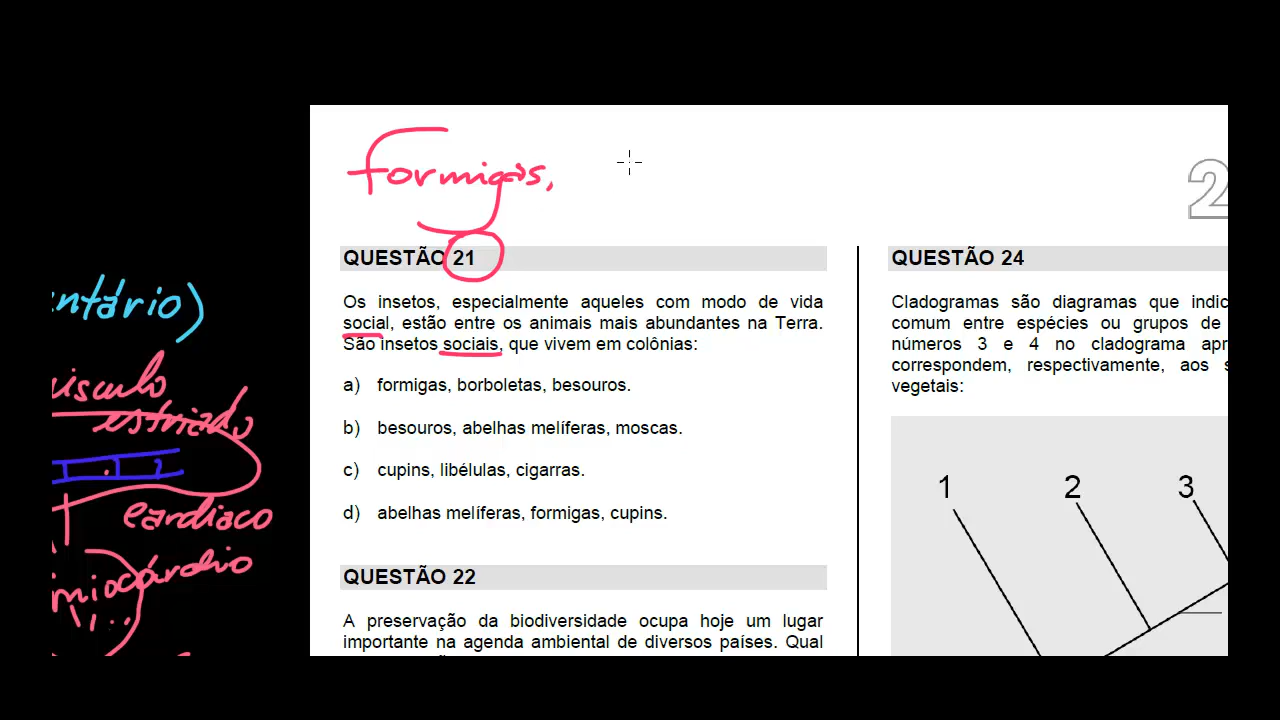 formigas,
2
QUESTÃO 21
Os insetos, especialmente aqueles com modo de vida
social, estão entre os animais mais abundantes na Terra.
São insetos sociais, que vivem em colônias:
a) formigas, borboletas, besouros.
b) besouros, abelhas melíferas, moscas.
c) cupins, libélulas, cigarras.
d) abelhas melíferas, formigas, cupins.
QUESTÃO 22
A preservação da biodiversidade ocupa hoje um lugar
importante na agenda ambiental de diversos países. Qual
QUESTÃO 24
Cladogramas são diagramas que indic
comum entre espécies ou grupos de
números 3 e 4 no cladograma apr
correspondem, respectivamente, aos s
vegetais:
1 2 3
ntário)
úsculo
estriado
cardiaco
miocárdio